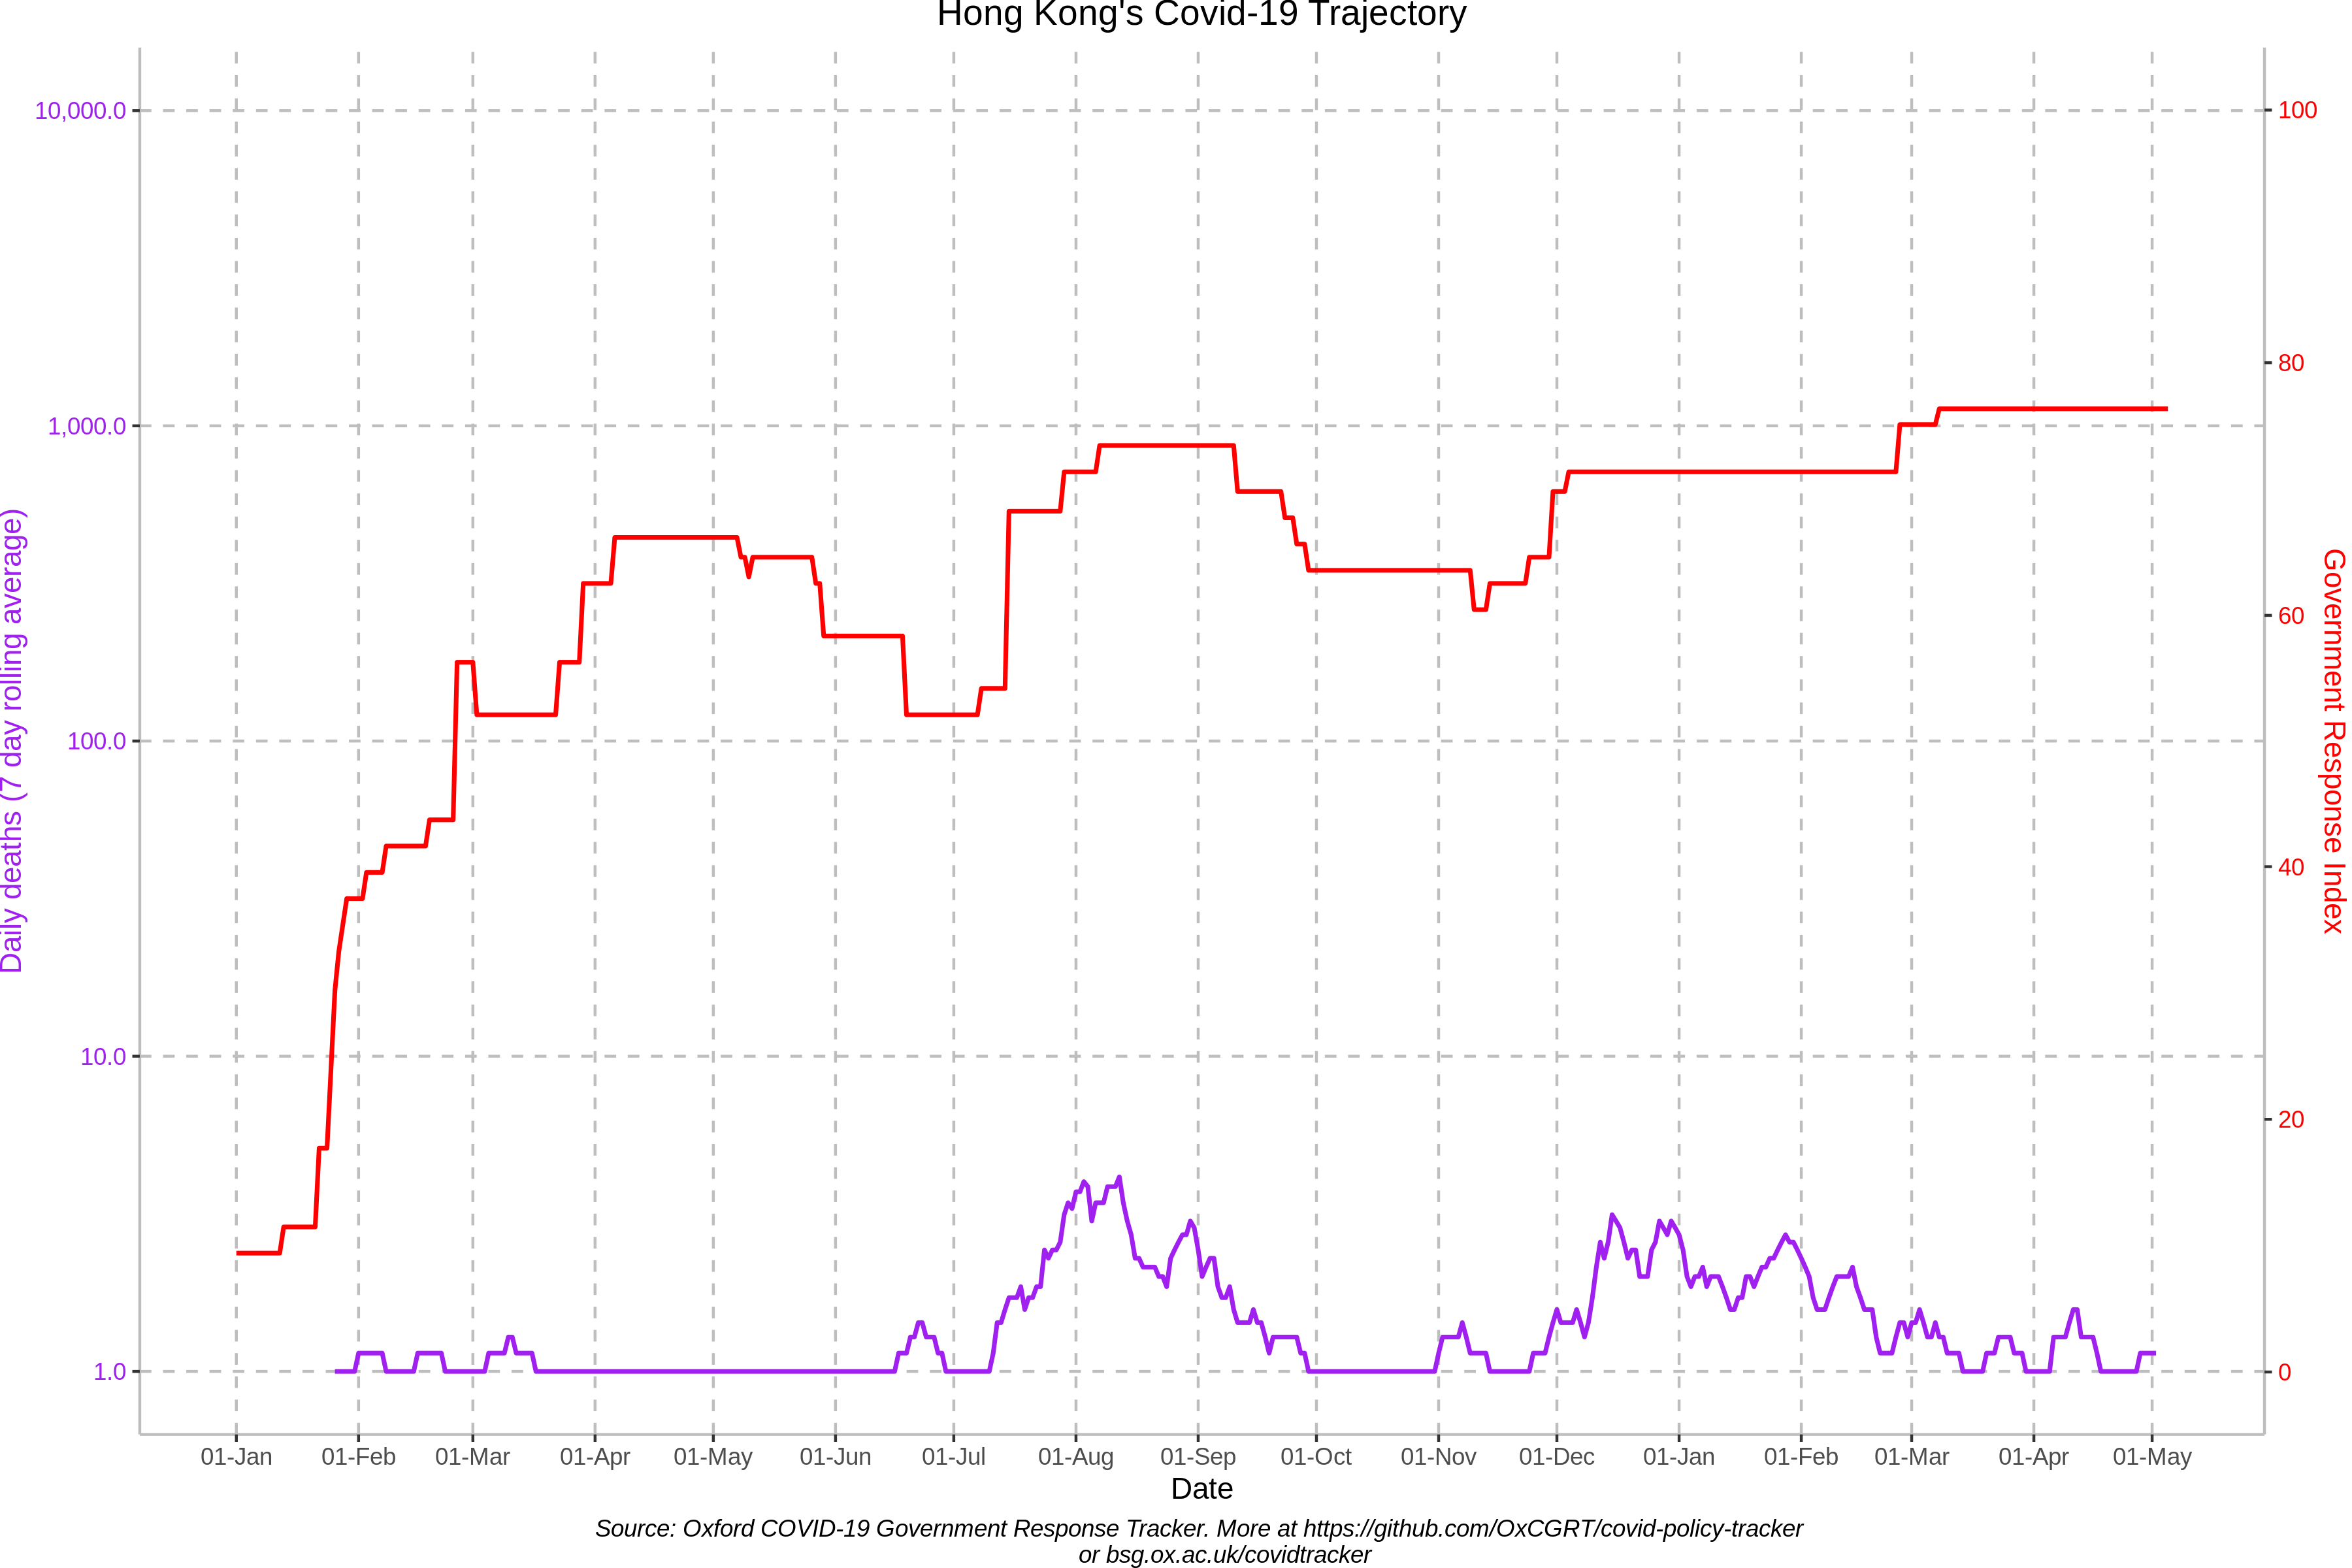 Hong Kong's Covid-19 Trajectory
10,000.0
1,000.0
100.0
10.0
1.0
Daily deaths (7 day rolling average)
100
80
60
40
20
0
Government Response Index
01-Jan 01-Feb 01-Mar 01-Apr 01-May 01-Jun 01-Jul 01-Aug 01-Sep 01-Oct 01-Nov 01-Dec 01-Jan 01-Feb 01-Mar 01-Apr 01-May
Date
Source: Oxford COVID-19 Government Response Tracker. More at https://github.com/OxCGRT/covid-policy-tracker
or bsg.ox.ac.uk/covidtracker